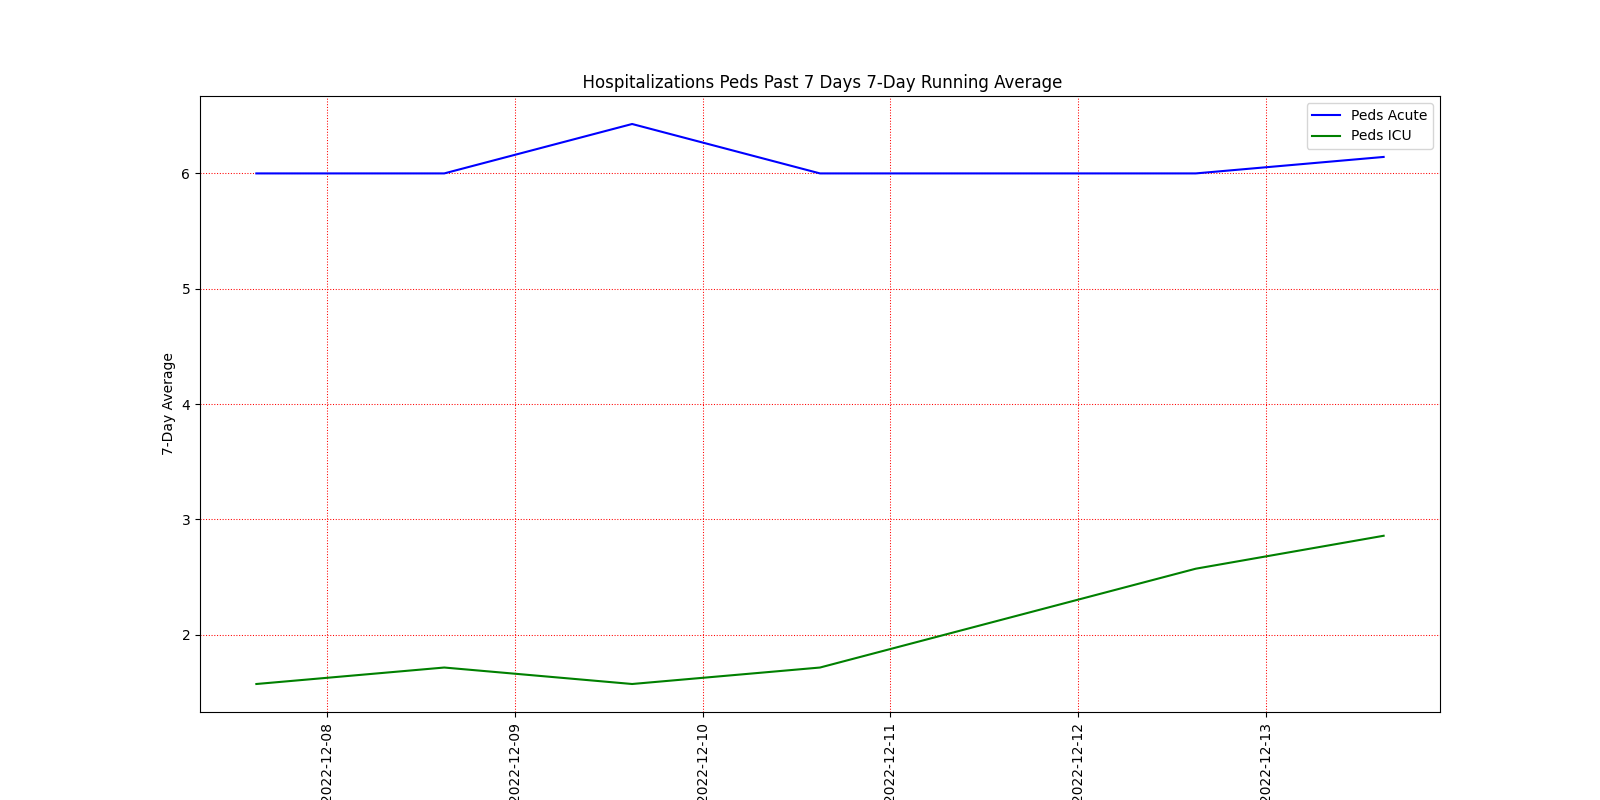 Hospitalizations Peds Past 7 Days 7-Day Running Average
Peds Acute
Peds ICU
7-Day Average
6
5
4
3
2
2022-12-08
2022-12-09
2022-12-10
2022-12-11
2022-12-12
2022-12-13